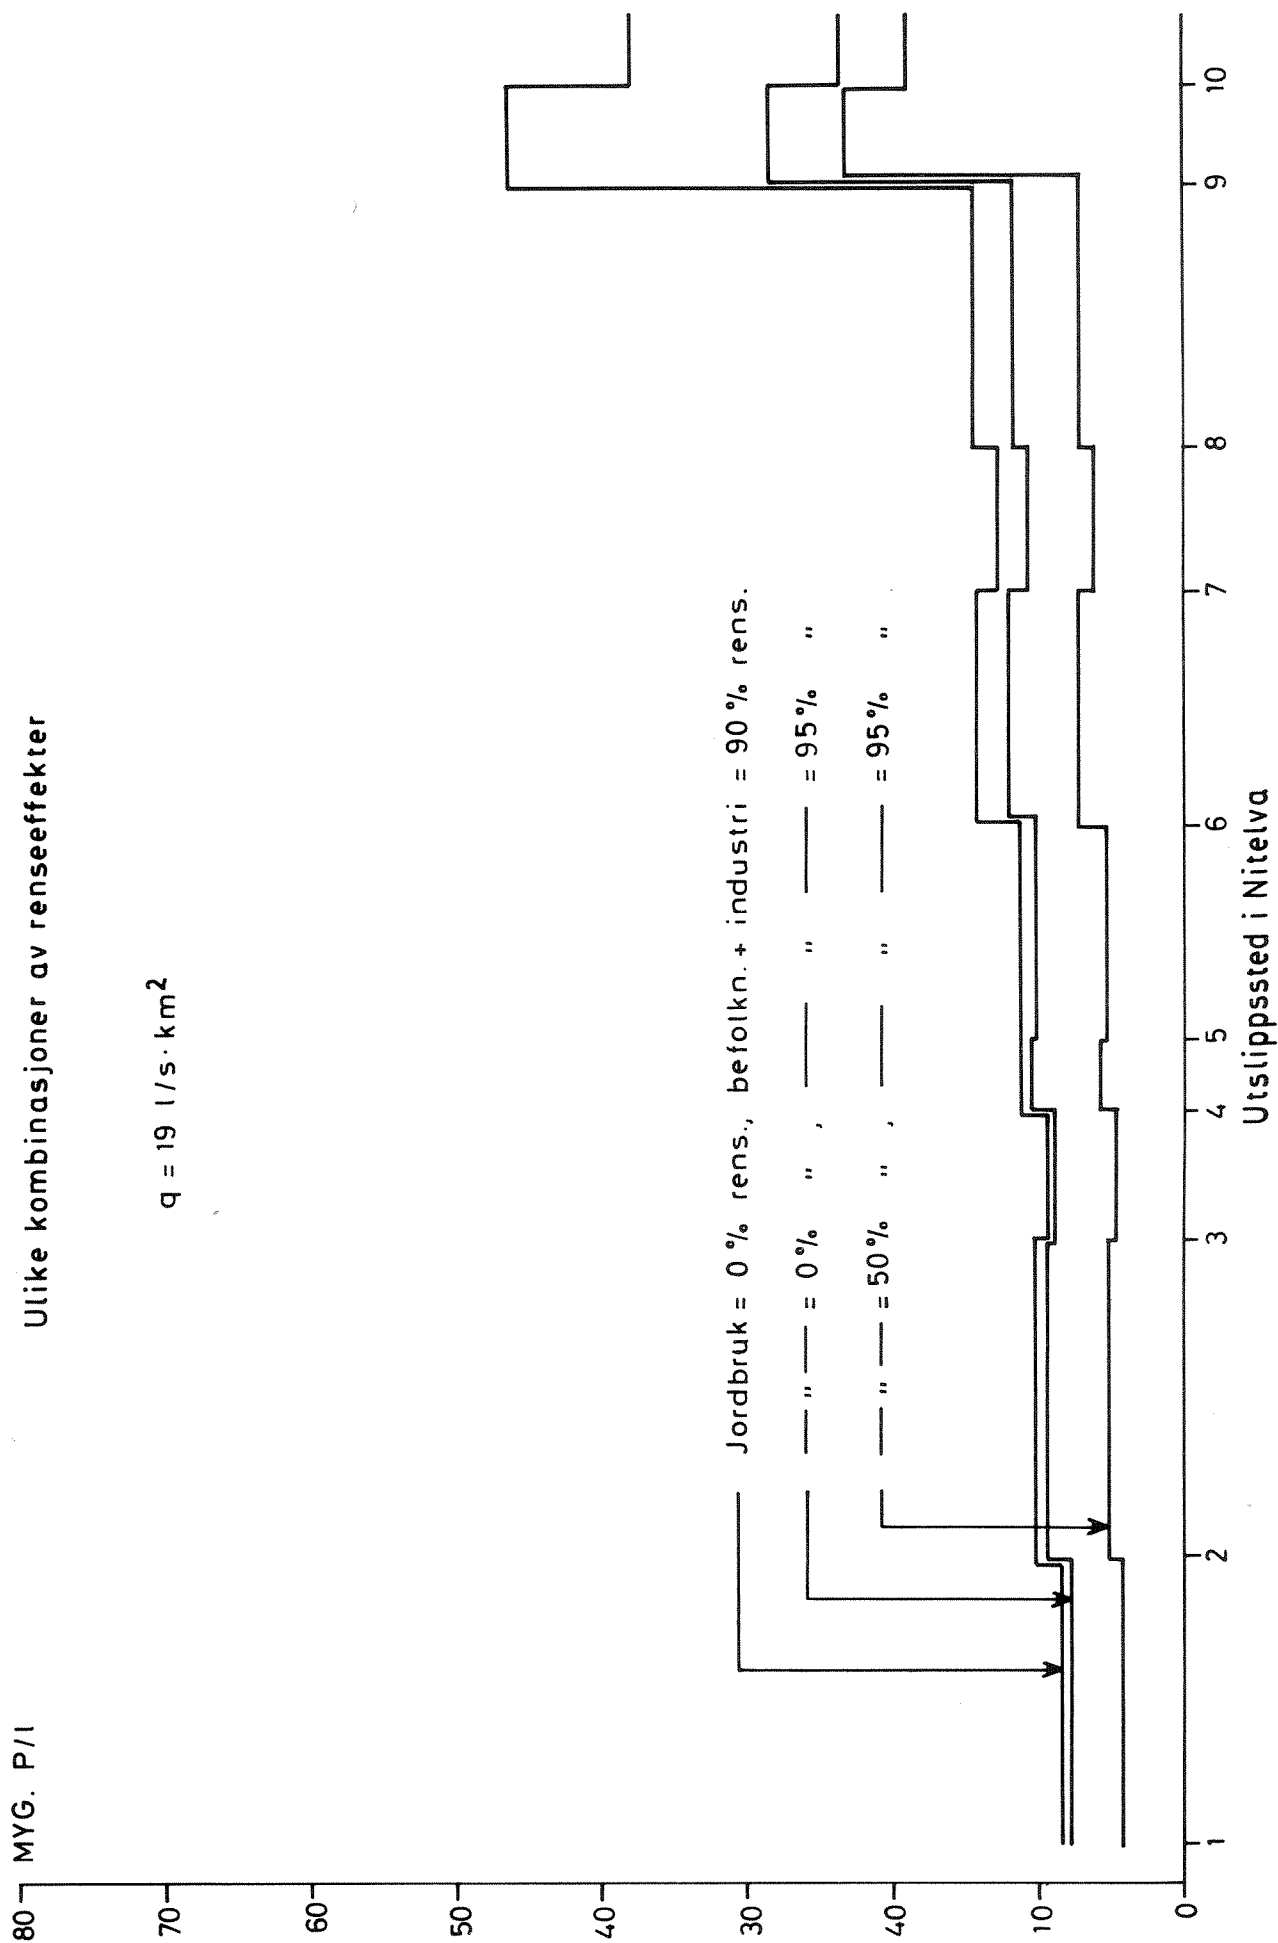 Ulike kombinasjoner av renseeffekter
q = 19 l/s·km²
MYG. P/l
80
70
60
50
40
30
40
10
0
Jordbruk = 0% rens., befolkn. + industri = 90% rens.
— " — = 0% " , — " — = 95% "
— " — = 50% " , — " — = 95% "
1 2 3 4 5 6 7 8 9 10
Utslippssted i Nitelva